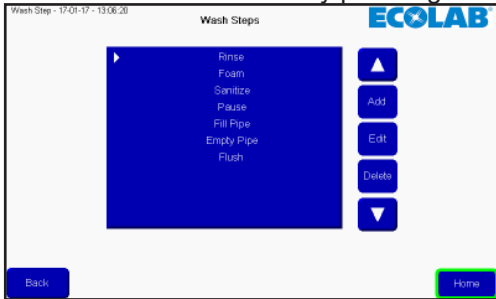 Wash Step - 17-01-17 - 13:06:20
Wash Steps
ECOLAB
Rinse
Foam
Sanitize
Pause
Fill Pipe
Empty Pipe
Flush
Add
Edit
Delete
Back
Home